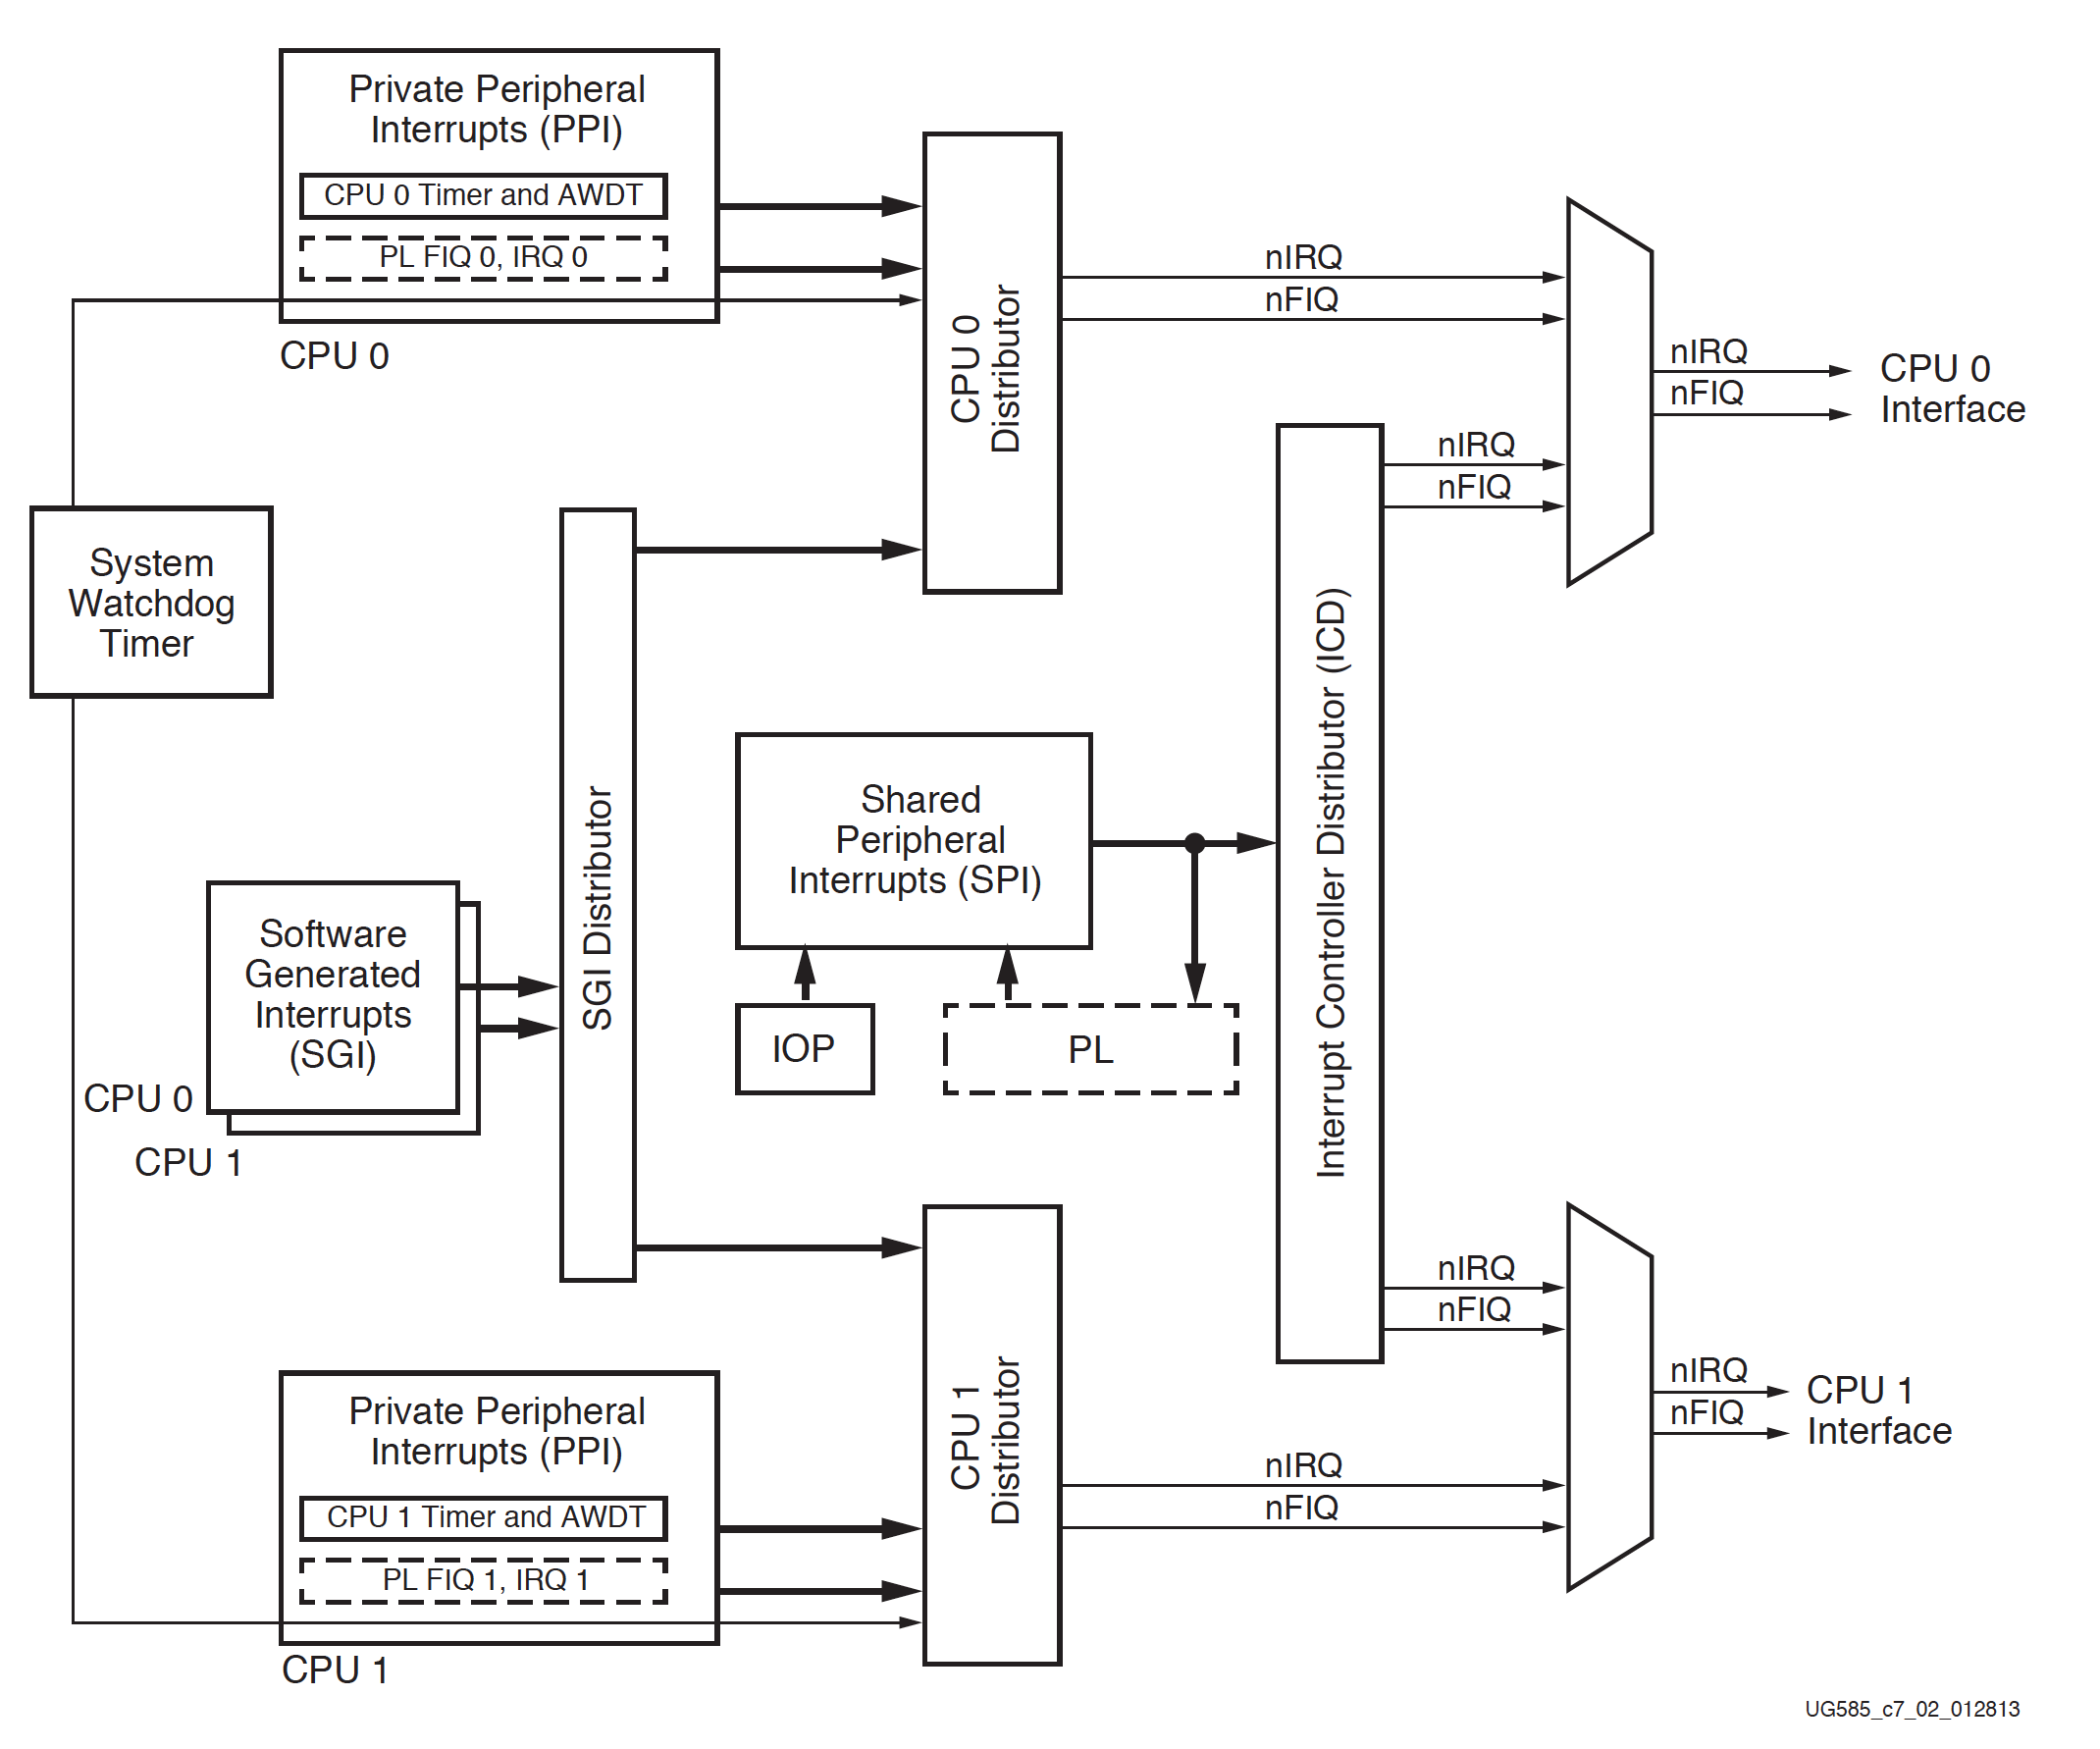 Private Peripheral
Interrupts (PPI)
CPU 0 Timer and AWDT
PL FIQ 0, IRQ 0
CPU 0
CPU 0
Distributor
nIRQ
nFIQ
nIRQ
nFIQ
CPU 0
Interface
nIRQ
nFIQ
System
Watchdog
Timer
SGI Distributor
Shared
Peripheral
Interrupts (SPI)
Interrupt Controller Distributor (ICD)
Software
Generated
Interrupts
(SGI)
CPU 0
CPU 1
IOP
PL
nIRQ
nFIQ
Private Peripheral
Interrupts (PPI)
CPU 1 Timer and AWDT
PL FIQ 1, IRQ 1
CPU 1
CPU 1
Distributor
nIRQ
nFIQ
nIRQ
nFIQ
CPU 1
Interface
UG585_c7_02_012813